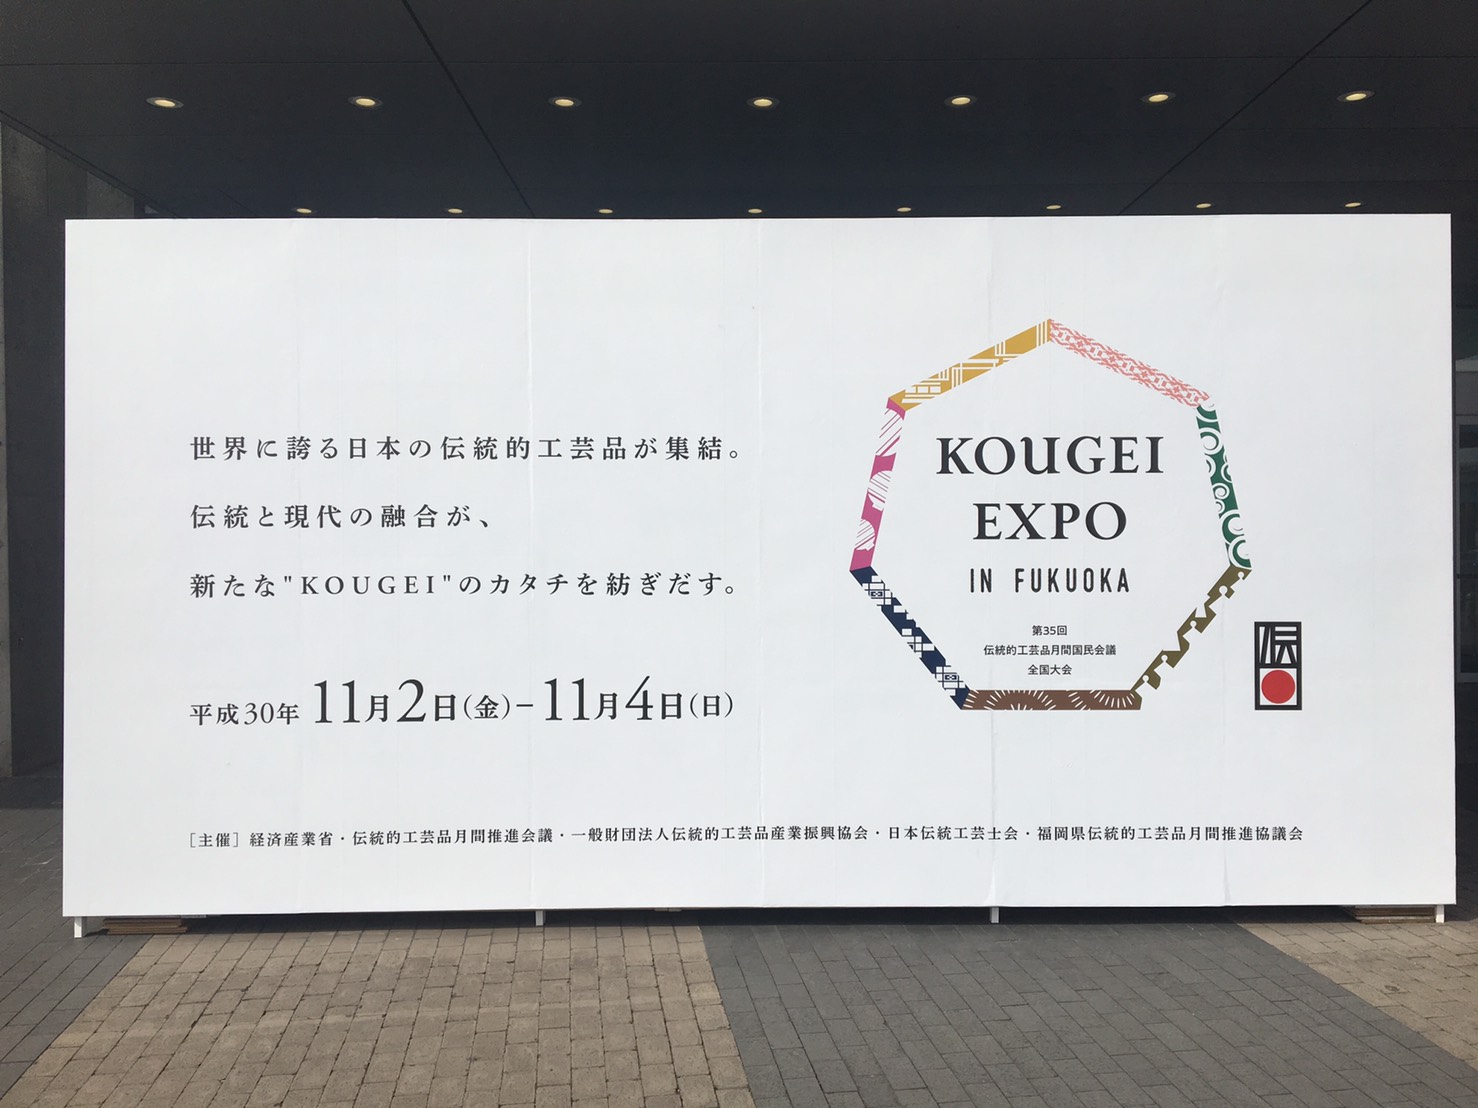 世界に誇る日本の伝統的工芸品が集結。
伝統と現代の融合が、
新たな"KOUGEI"のカタチを紡ぎだす。
平成30年 11月2日(金)-11月4日(日)
KOUGEI
EXPO
IN FUKUOKA
第35回
伝統的工芸品月間国民会議
全国大会
伝
[主催] 経済産業省・伝統的工芸品月間推進会議・一般財団法人伝統的工芸品産業振興協会・日本伝統工芸士会・福岡県伝統的工芸品月間推進協議会